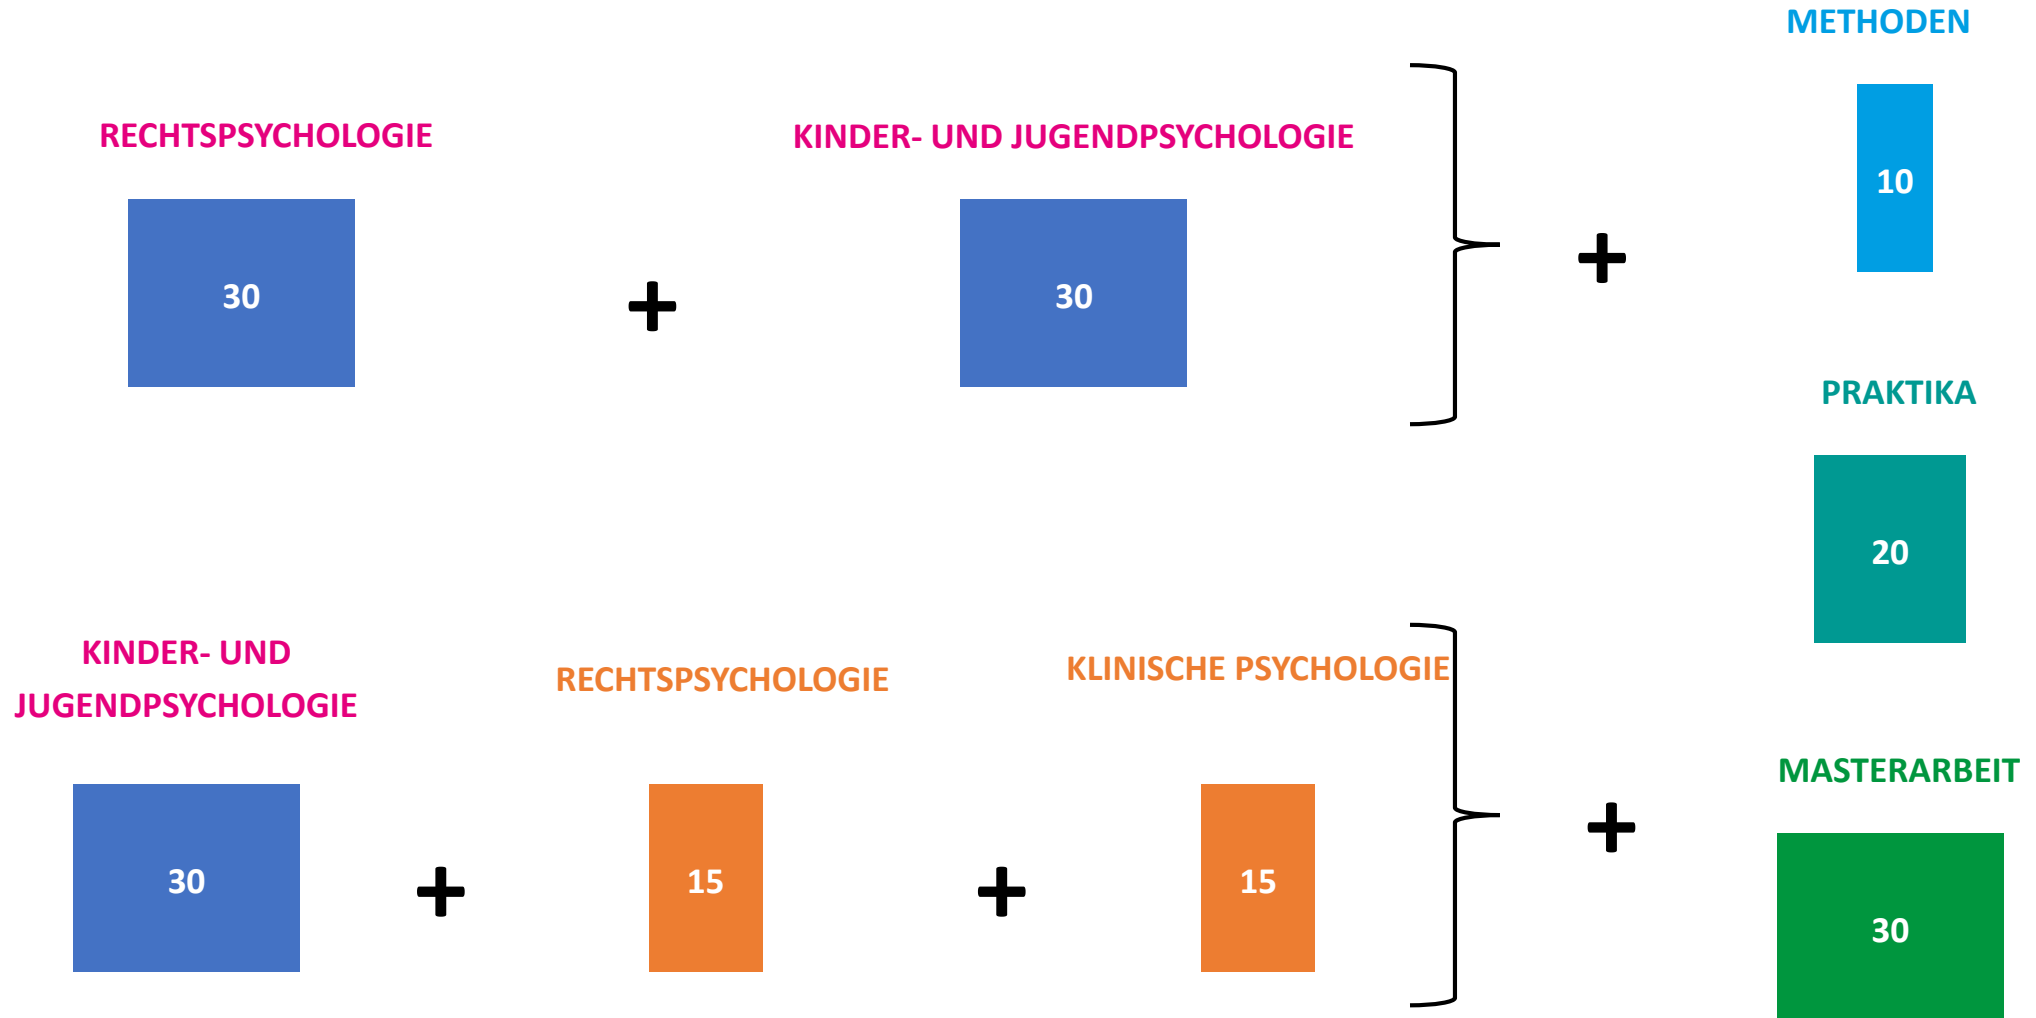 METHODEN
RECHTSPSYCHOLOGIE
KINDER- UND JUGENDPSYCHOLOGIE
10
30
+
30
+
PRAKTIKA
20
KINDER- UND
JUGENDPSYCHOLOGIE
RECHTSPSYCHOLOGIE
KLINISCHE PSYCHOLOGIE
MASTERARBEIT
30
+
15
+
15
+
30